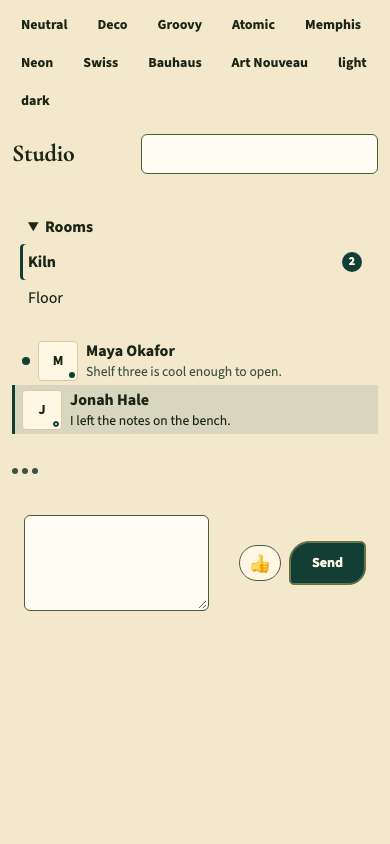 Neutral Deco Groovy Atomic Memphis
Neon Swiss Bauhaus Art Nouveau light
dark
Studio
Rooms
Kiln 2
Floor
M Maya Okafor
Shelf three is cool enough to open.
J Jonah Hale
I left the notes on the bench.
👍 Send